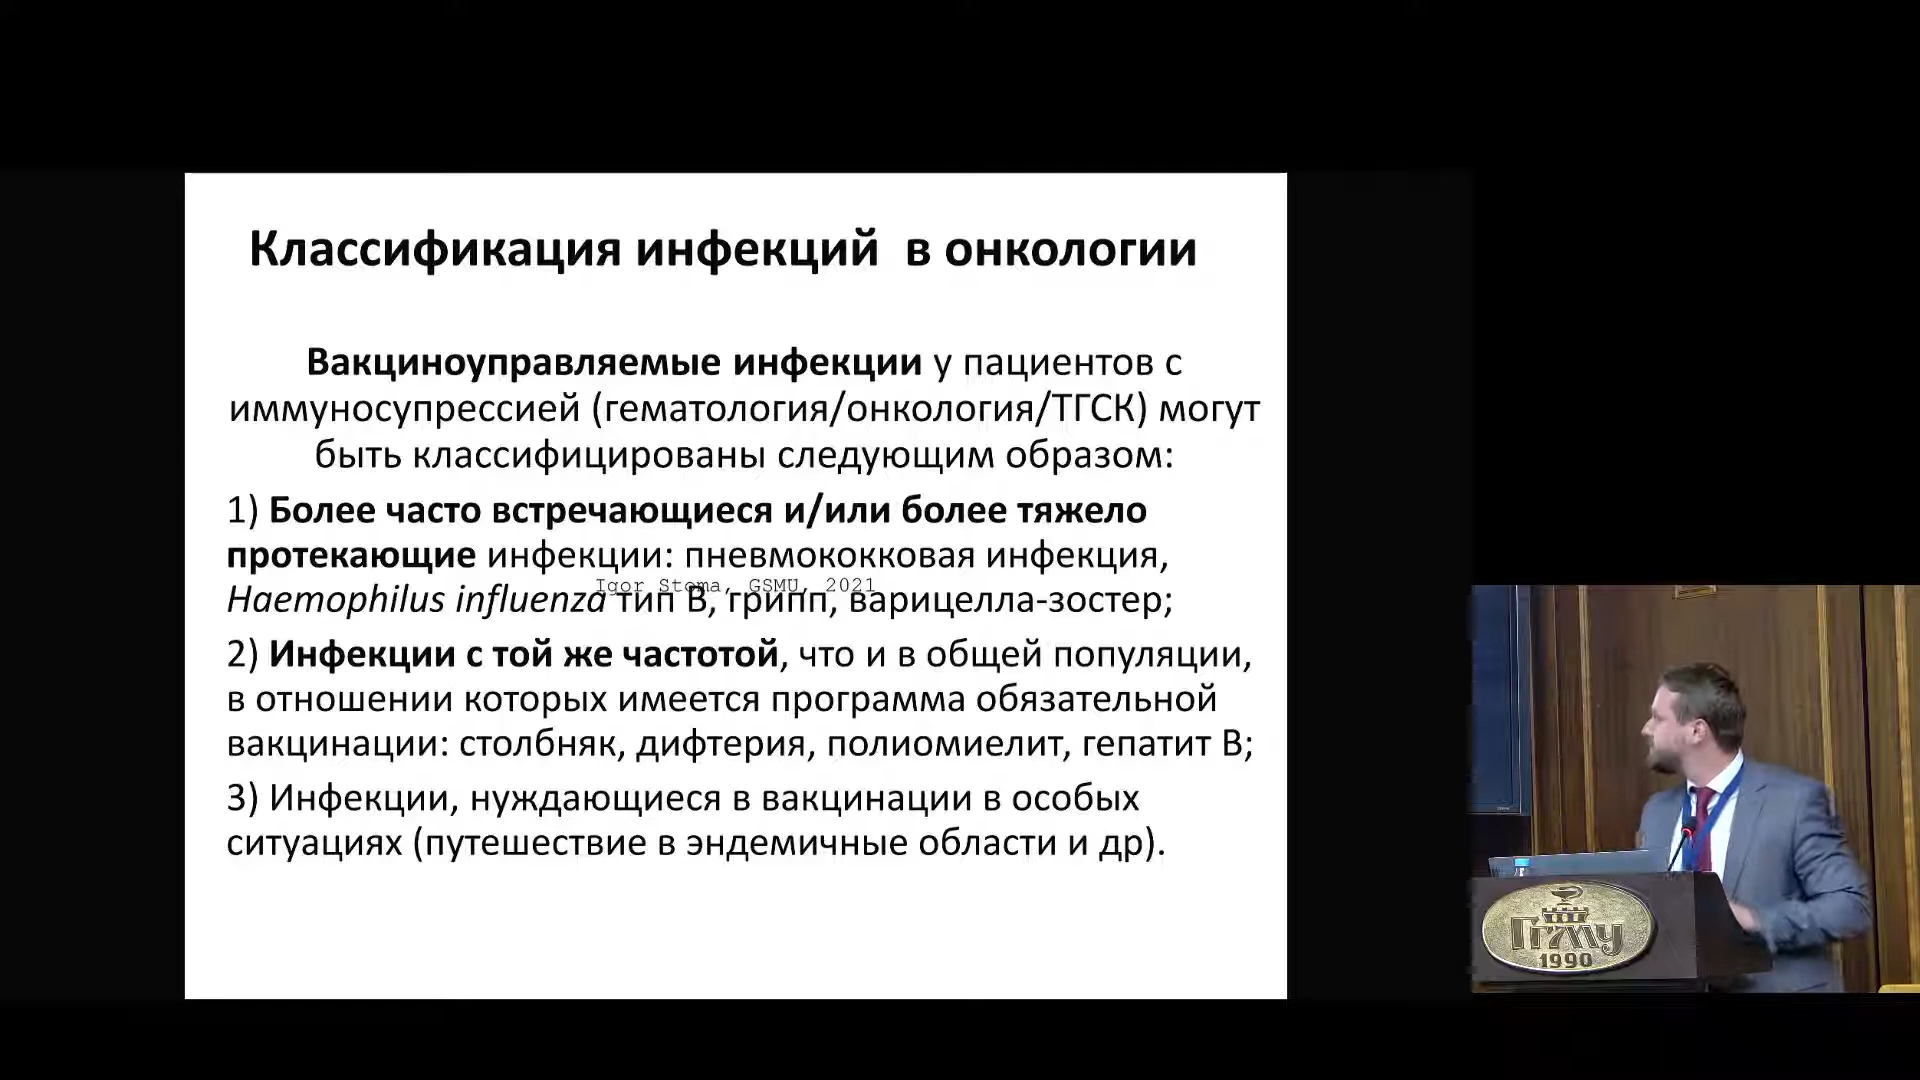 Классификация инфекций в онкологии
Вакциноуправляемые инфекции у пациентов с
иммуносупрессией (гематология/онкология/ТГСК) могут
быть классифицированы следующим образом:
1) Более часто встречающиеся и/или более тяжело
протекающие инфекции: пневмококковая инфекция,
Igor Stoma, GSMU, 2021
Haemophilus influenza тип B, грипп, варицелла-зостер;
2) Инфекции с той же частотой, что и в общей популяции,
в отношении которых имеется программа обязательной
вакцинации: столбняк, дифтерия, полиомиелит, гепатит В;
3) Инфекции, нуждающиеся в вакцинации в особых
ситуациях (путешествие в эндемичные области и др).
ГГМУ
1990